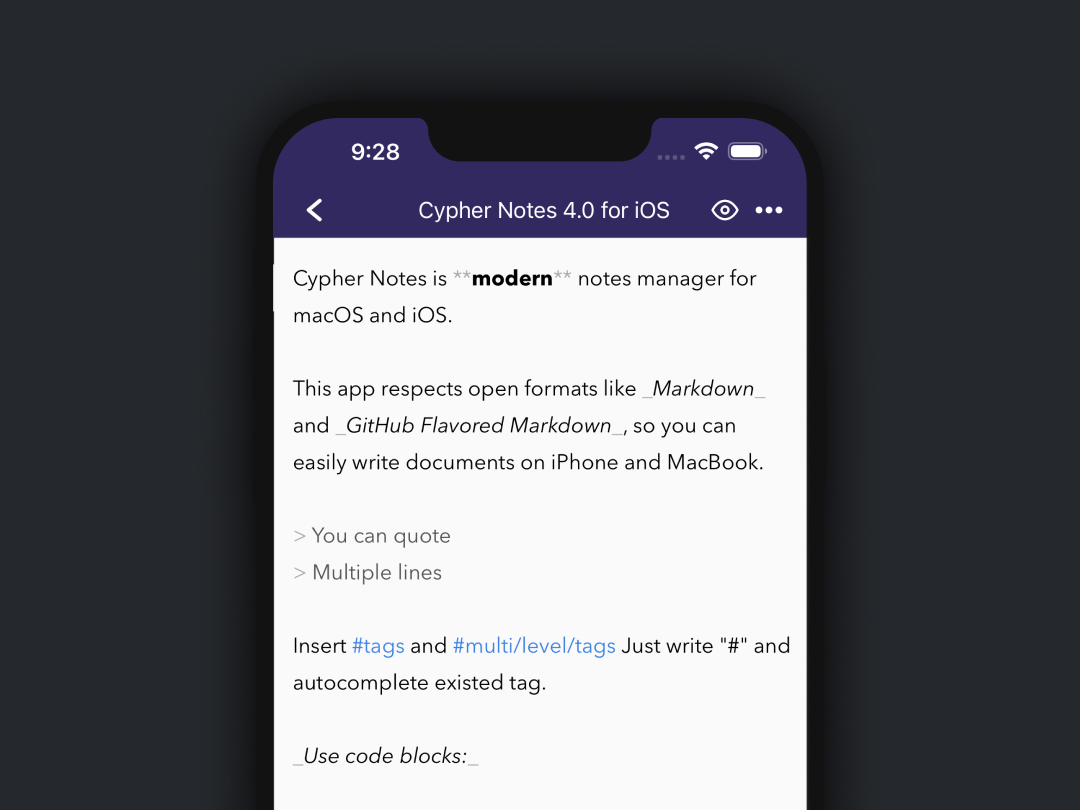 9:28
Cypher Notes 4.0 for iOS
Cypher Notes is **modern** notes manager for
macOS and iOS.
This app respects open formats like _Markdown_
and _GitHub Flavored Markdown_, so you can
easily write documents on iPhone and MacBook.
> You can quote
> Multiple lines
Insert #tags and #multi/level/tags Just write "#" and
autocomplete existed tag.
_Use code blocks:_